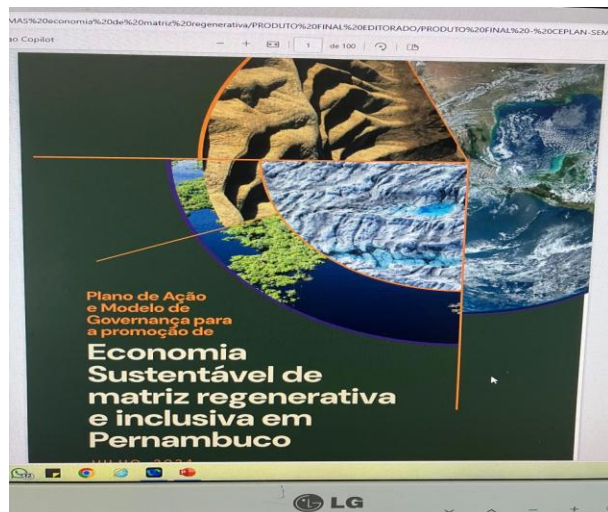 MAS%20economia%20de%20matriz%20regenerativa/PRODUTO%20FINAL%20EDITORADO/PRODUTO%20FINAL%20-%20CEPLAN-SEM
ao Copilot
1 de 100
Plano de Ação
e Modelo de
Governança para
a promoção de
Economia
Sustentável de
matriz regenerativa
e inclusiva em
Pernambuco
LG